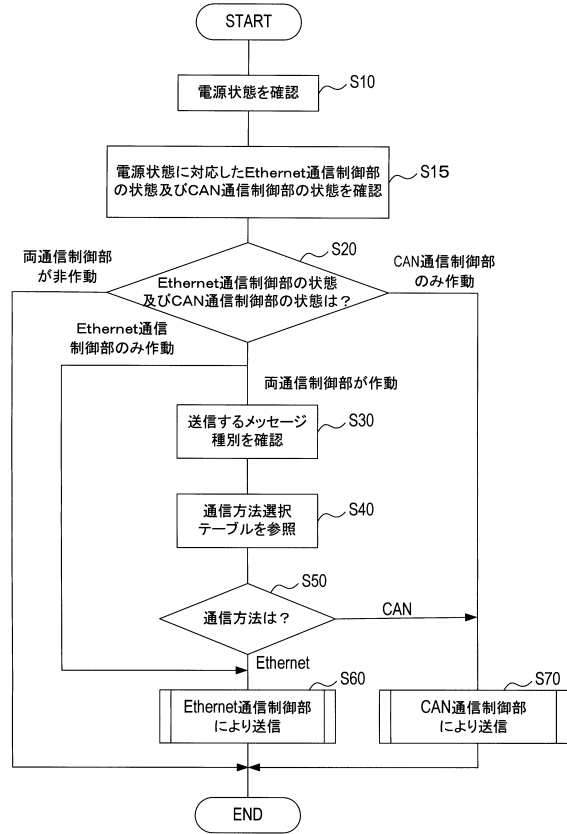 START
電源状態を確認
S10
電源状態に対応したEthernet通信制御部
の状態及びCAN通信制御部の状態を確認
S15
S20
両通信制御部
が非作動
CAN通信制御部
のみ作動
Ethernet通信制御部の状態
及びCAN通信制御部の状態は？
Ethernet通信
制御部のみ作動
両通信制御部が作動
送信するメッセージ
種別を確認
S30
通信方法選択
テーブルを参照
S40
S50
通信方法は？
CAN
Ethernet
S60
Ethernet通信制御部
により送信
S70
CAN通信制御部
により送信
END